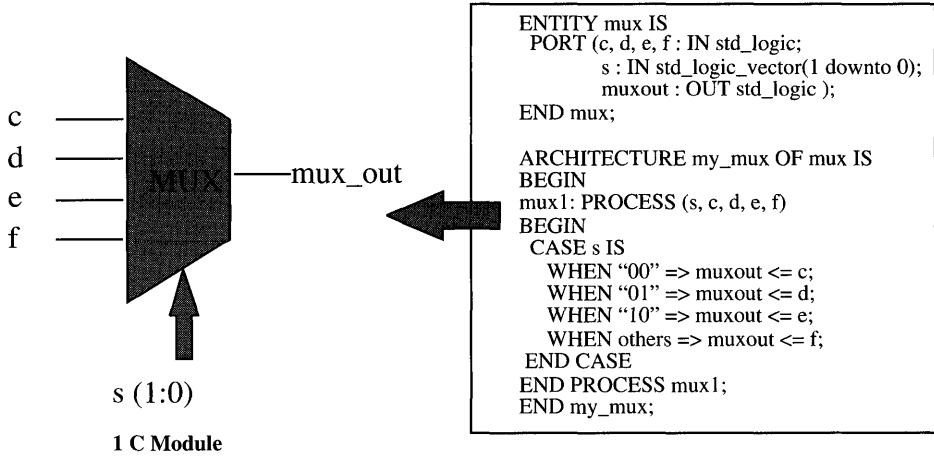 c
d
e
f
MUX
mux_out
s (1:0)
1 C Module
ENTITY mux IS
PORT (c, d, e, f : IN std_logic;
s : IN std_logic_vector(1 downto 0);
muxout : OUT std_logic );
END mux;
ARCHITECTURE my_mux OF mux IS
BEGIN
mux1: PROCESS (s, c, d, e, f)
BEGIN
CASE s IS
WHEN “00” => muxout <= c;
WHEN “01” => muxout <= d;
WHEN “10” => muxout <= e;
WHEN others => muxout <= f;
END CASE
END PROCESS mux1;
END my_mux;